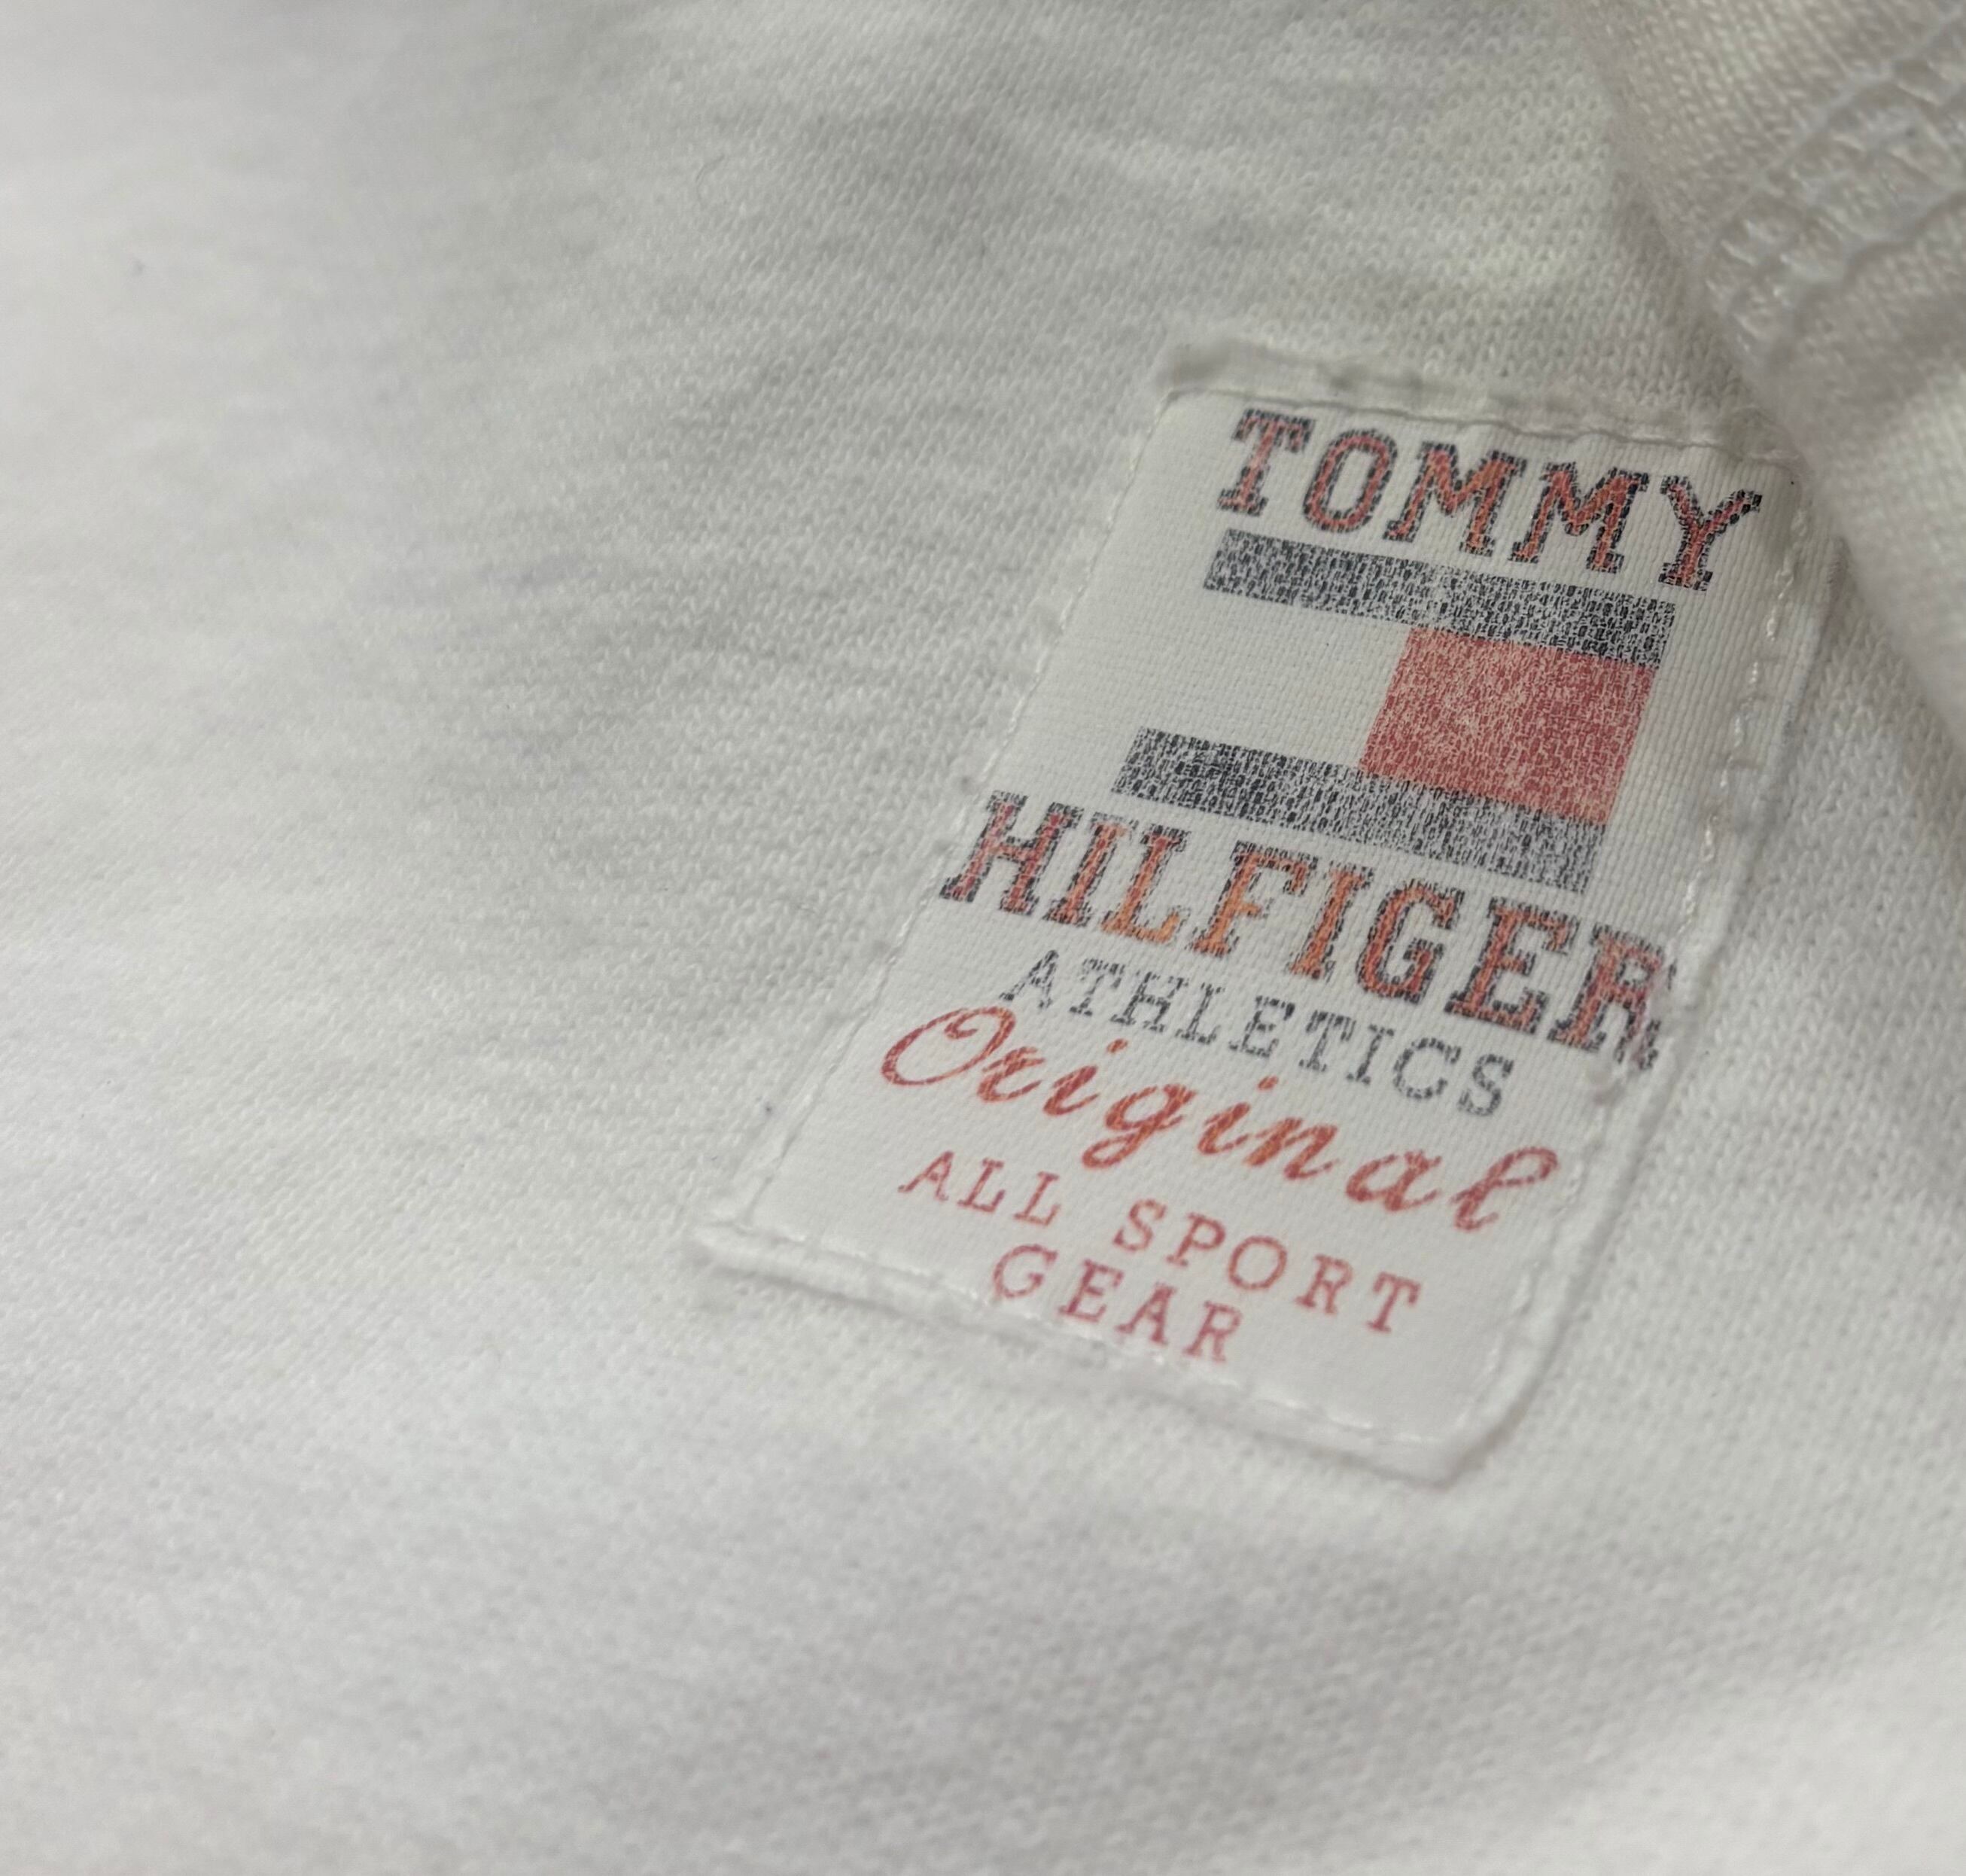 TOMMY
HILFIGER
ATHLETICS
Original
ALL SPORT
GEAR